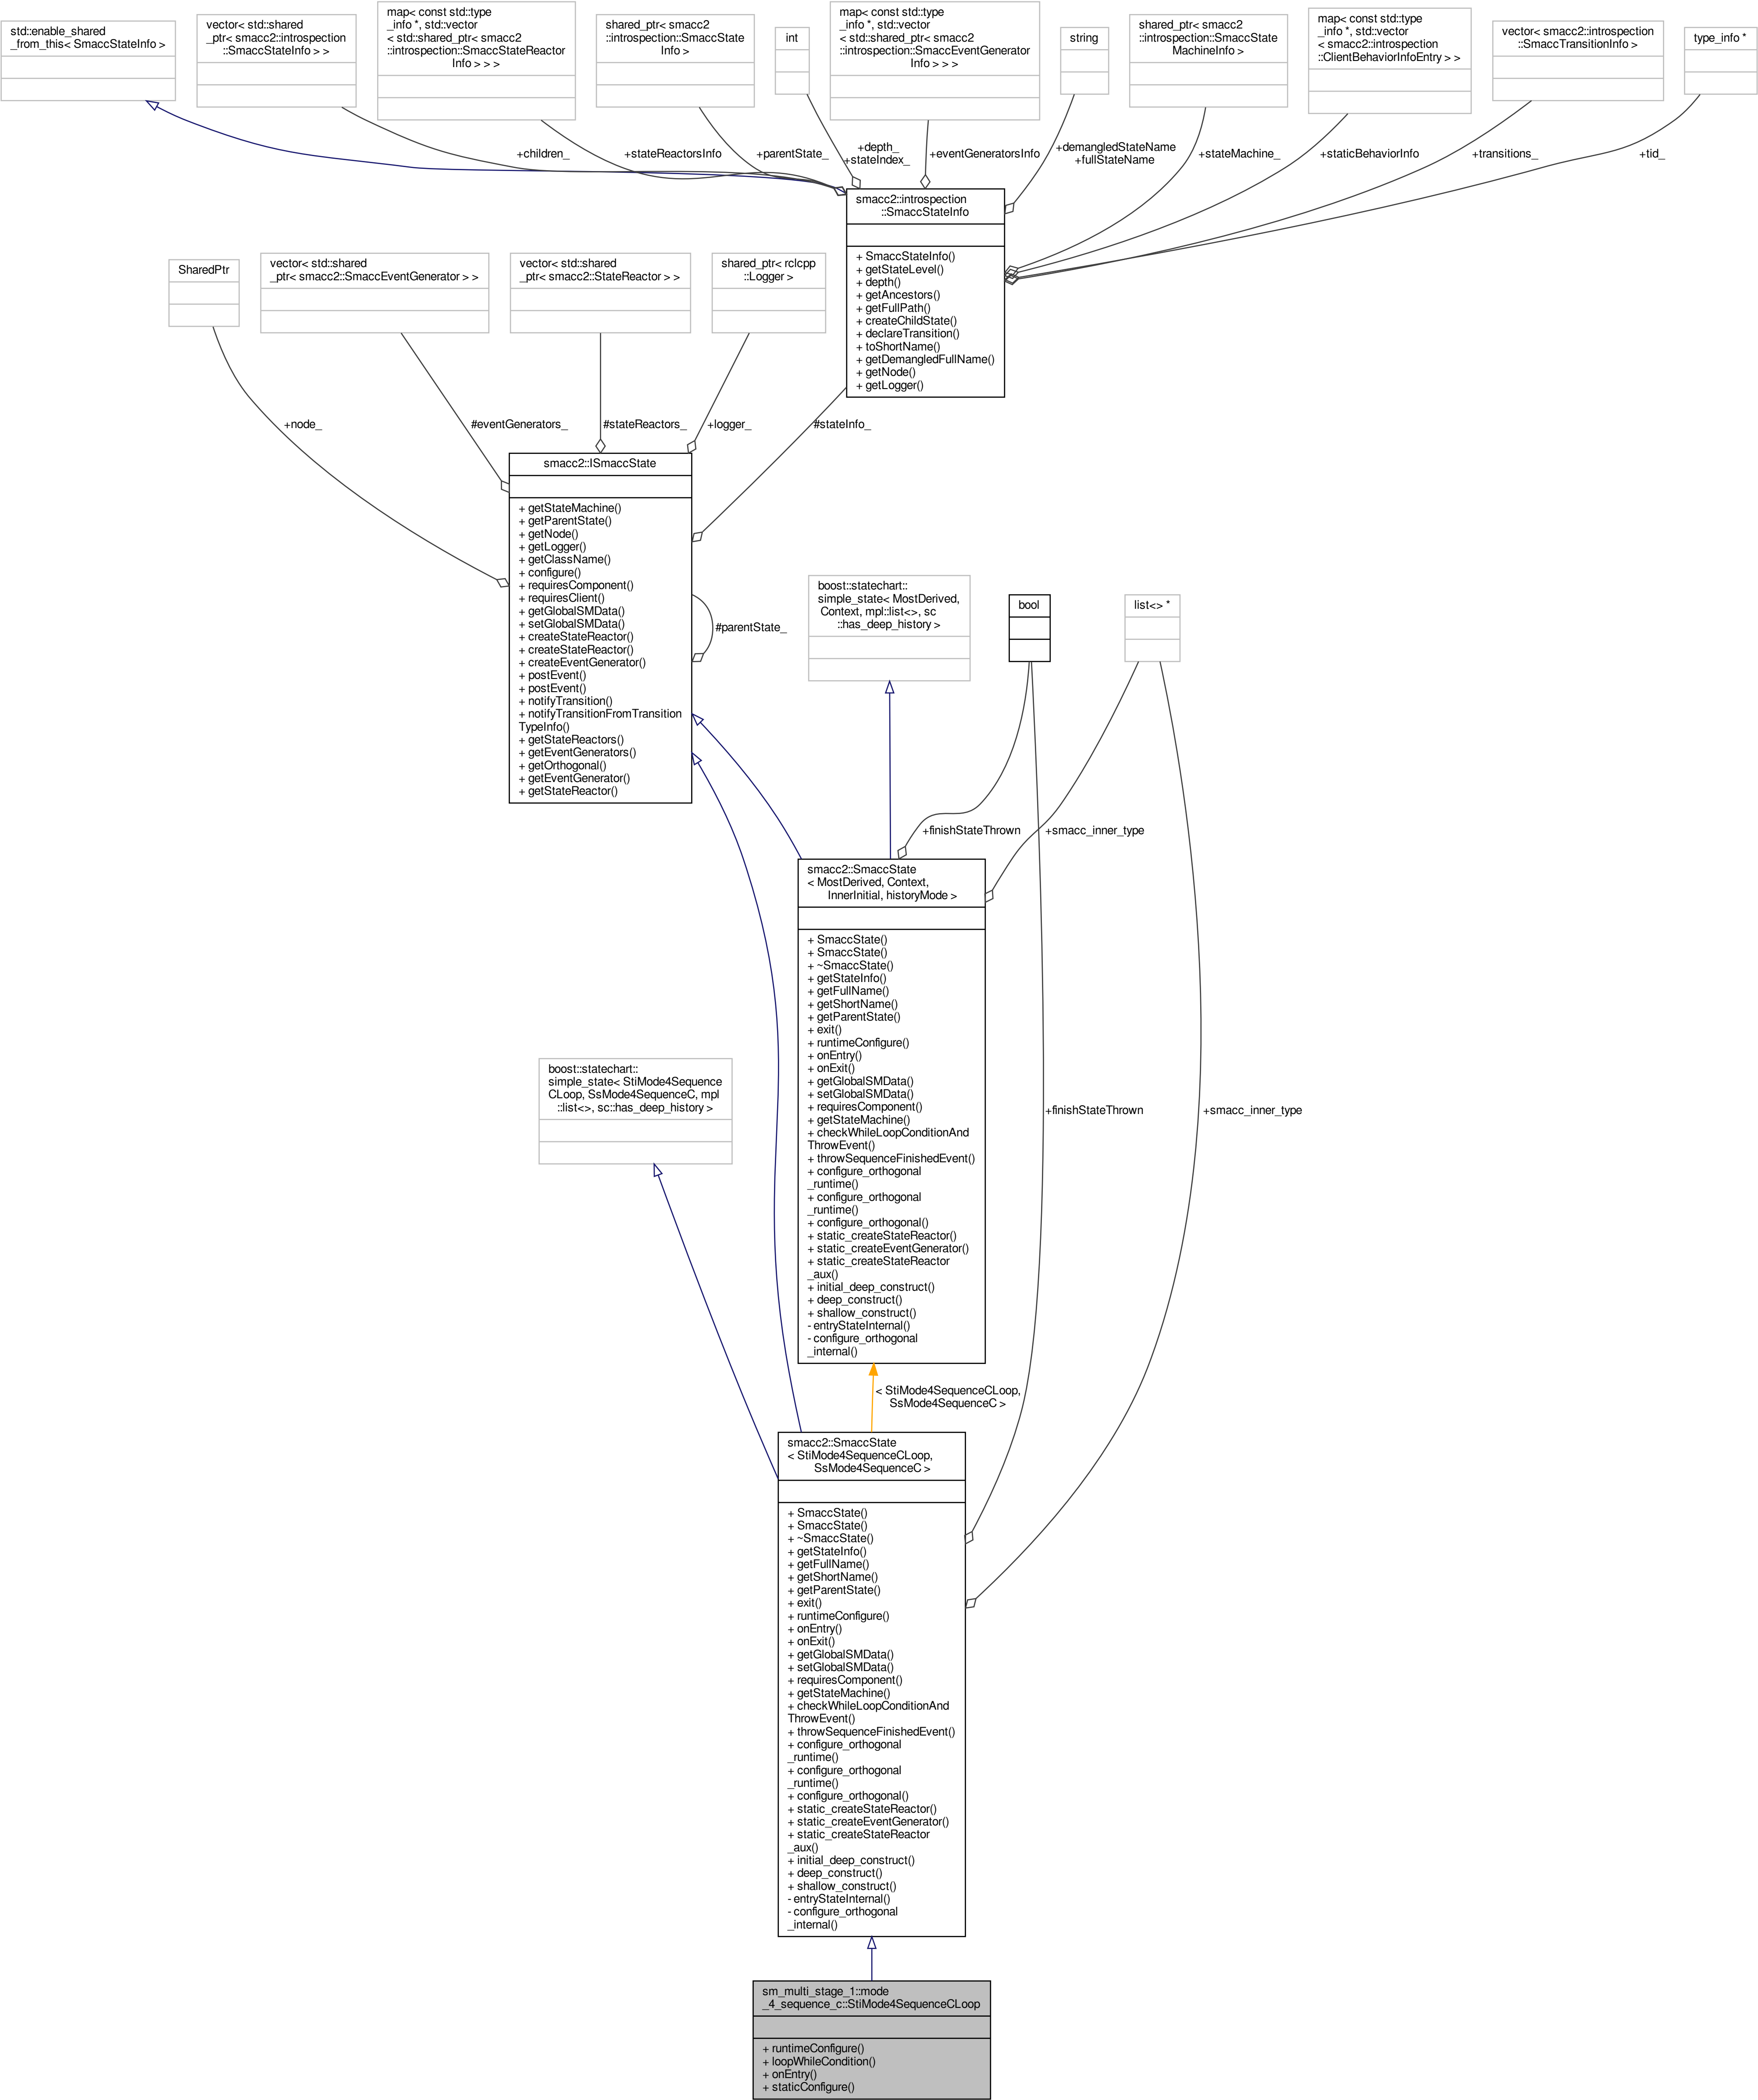 std::enable_shared
_from_this< SmaccStateInfo >
vector< std::shared
_ptr< smacc2::introspection
::SmaccStateInfo > >
map< const std::type
_info *, std::vector
< std::shared_ptr< smacc2
::introspection::SmaccStateReactor
Info > > >
shared_ptr< smacc2
::introspection::SmaccState
Info >
int
map< const std::type
_info *, std::vector
< std::shared_ptr< smacc2
::introspection::SmaccEventGenerator
Info > > >
string
shared_ptr< smacc2
::introspection::SmaccState
MachineInfo >
map< const std::type
_info *, std::vector
< smacc2::introspection
::ClientBehaviorInfoEntry > >
vector< smacc2::introspection
::SmaccTransitionInfo >
type_info *
+children_
+stateReactorsInfo
+parentState_
+depth_
+stateIndex_
+eventGeneratorsInfo
+demangledStateName
+fullStateName
+stateMachine_
+staticBehaviorInfo
+transitions_
+tid_
smacc2::introspection
::SmaccStateInfo
+ SmaccStateInfo()
+ getStateLevel()
+ depth()
+ getAncestors()
+ getFullPath()
+ createChildState()
+ declareTransition()
+ toShortName()
+ getDemangledFullName()
+ getNode()
+ getLogger()
SharedPtr
vector< std::shared
_ptr< smacc2::SmaccEventGenerator > >
vector< std::shared
_ptr< smacc2::StateReactor > >
shared_ptr< rclcpp
::Logger >
+node_
#eventGenerators_
#stateReactors_
+logger_
#stateInfo_
smacc2::ISmaccState
+ getStateMachine()
+ getParentState()
+ getNode()
+ getLogger()
+ getClassName()
+ configure()
+ requiresComponent()
+ requiresClient()
+ getGlobalSMData()
+ setGlobalSMData()
+ createStateReactor()
+ createStateReactor()
+ createEventGenerator()
+ postEvent()
+ postEvent()
+ notifyTransition()
+ notifyTransitionFromTransition
TypeInfo()
+ getStateReactors()
+ getEventGenerators()
+ getOrthogonal()
+ getEventGenerator()
+ getStateReactor()
#parentState_
boost::statechart::
simple_state< MostDerived,
Context, mpl::list<>, sc
::has_deep_history >
bool
list<> *
+finishStateThrown
+smacc_inner_type
smacc2::SmaccState
< MostDerived, Context,
InnerInitial, historyMode >
+ SmaccState()
+ SmaccState()
+ ~SmaccState()
+ getStateInfo()
+ getFullName()
+ getShortName()
+ getParentState()
+ exit()
+ runtimeConfigure()
+ onEntry()
+ onExit()
+ getGlobalSMData()
+ setGlobalSMData()
+ requiresComponent()
+ getStateMachine()
+ checkWhileLoopConditionAnd
ThrowEvent()
+ throwSequenceFinishedEvent()
+ configure_orthogonal
_runtime()
+ configure_orthogonal
_runtime()
+ configure_orthogonal()
+ static_createStateReactor()
+ static_createEventGenerator()
+ static_createStateReactor
_aux()
+ initial_deep_construct()
+ deep_construct()
+ shallow_construct()
- entryStateInternal()
- configure_orthogonal
_internal()
boost::statechart::
simple_state< StiMode4Sequence
CLoop, SsMode4SequenceC, mpl
::list<>, sc::has_deep_history >
+finishStateThrown
+smacc_inner_type
< StiMode4SequenceCLoop,
SsMode4SequenceC >
smacc2::SmaccState
< StiMode4SequenceCLoop,
SsMode4SequenceC >
+ SmaccState()
+ SmaccState()
+ ~SmaccState()
+ getStateInfo()
+ getFullName()
+ getShortName()
+ getParentState()
+ exit()
+ runtimeConfigure()
+ onEntry()
+ onExit()
+ getGlobalSMData()
+ setGlobalSMData()
+ requiresComponent()
+ getStateMachine()
+ checkWhileLoopConditionAnd
ThrowEvent()
+ throwSequenceFinishedEvent()
+ configure_orthogonal
_runtime()
+ configure_orthogonal
_runtime()
+ configure_orthogonal()
+ static_createStateReactor()
+ static_createEventGenerator()
+ static_createStateReactor
_aux()
+ initial_deep_construct()
+ deep_construct()
+ shallow_construct()
- entryStateInternal()
- configure_orthogonal
_internal()
sm_multi_stage_1::mode
_4_sequence_c::StiMode4SequenceCLoop
+ runtimeConfigure()
+ loopWhileCondition()
+ onEntry()
+ staticConfigure()